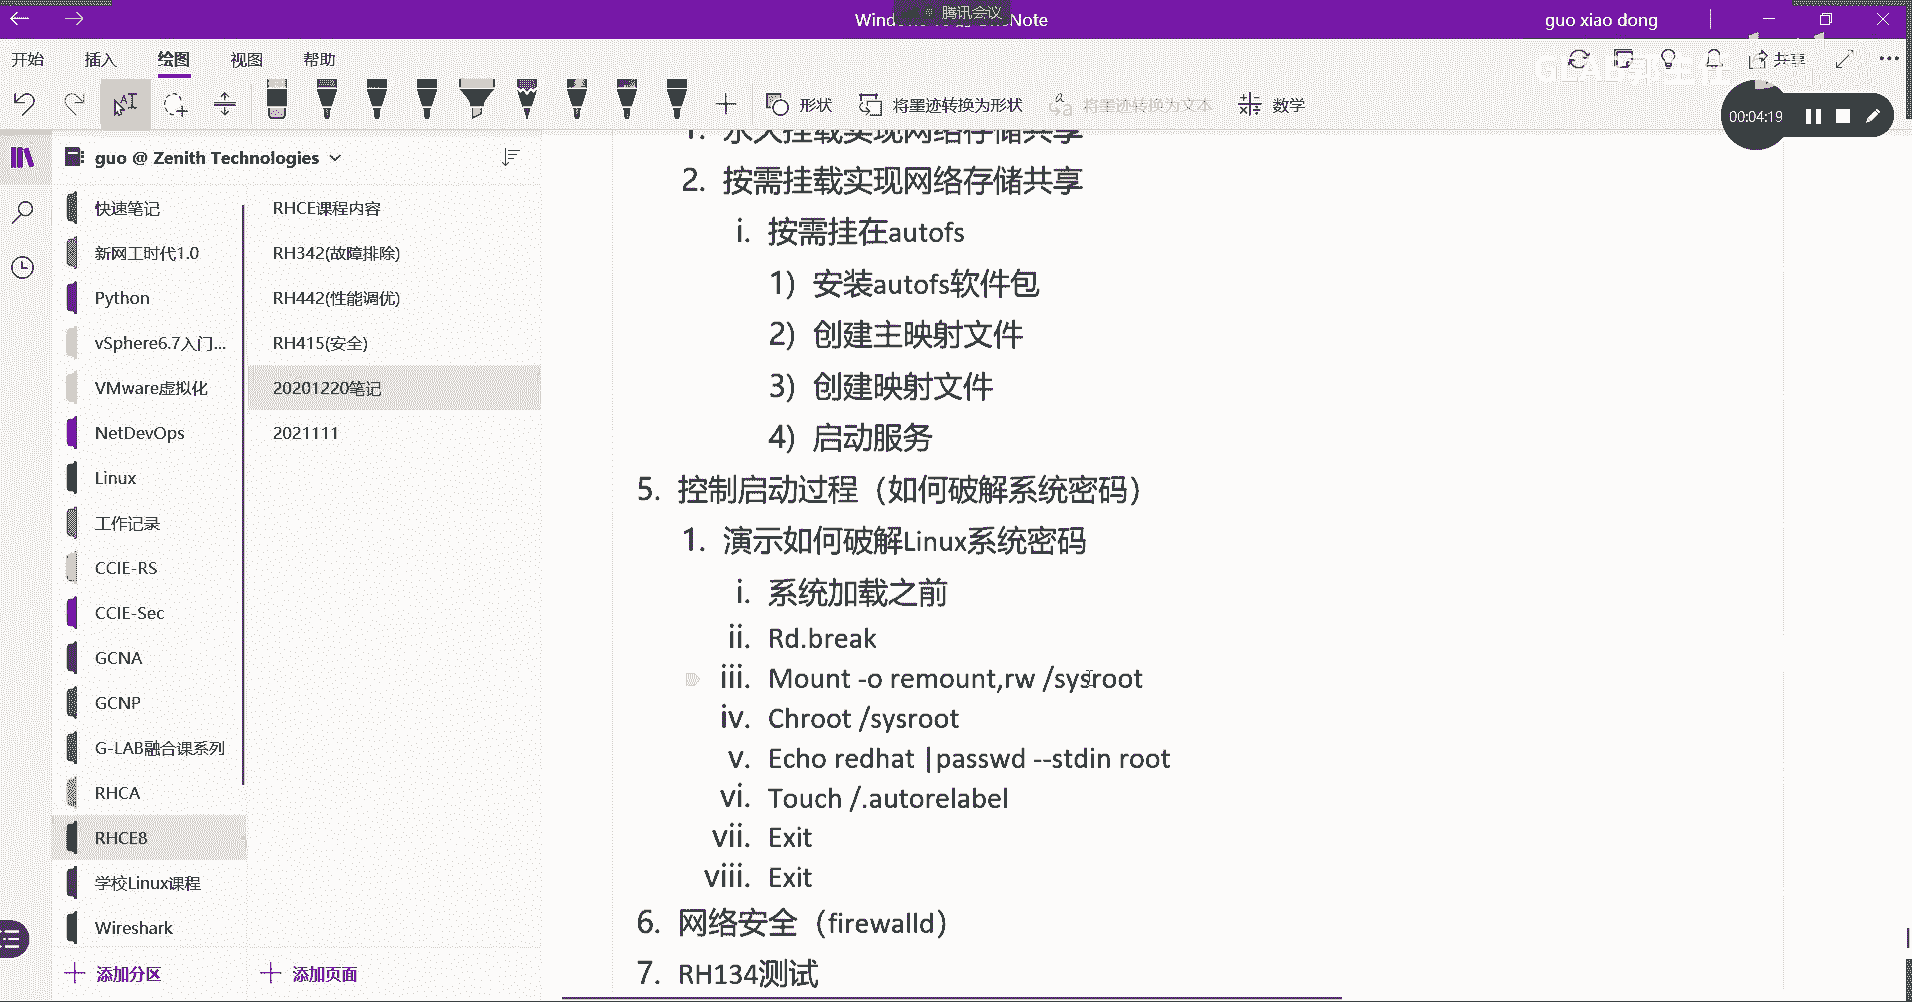 腾讯会议
guo xiao dong
开始 插入 绘图 视图 帮助
共享
形状 将墨迹转换为形状 将墨迹转换为文本 数学
00:04:19
guo @ Zenith Technologies
快速笔记
新网工时代1.0
Python
vSphere6.7入门...
VMware虚拟化
NetDevOps
Linux
工作记录
CCIE-RS
CCIE-Sec
GCNA
GCNP
G-LAB融合课系列
RHCA
RHCE8
学校Linux课程
Wireshark
添加分区
RHCE课程内容
RH342(故障排除)
RH442(性能调优)
RH415(安全)
20201220笔记
2021111
添加页面
1. 永久挂载实现网络存储共享
2. 按需挂载实现网络存储共享
i. 按需挂在autofs
1) 安装autofs软件包
2) 创建主映射文件
3) 创建映射文件
4) 启动服务
5. 控制启动过程（如何破解系统密码）
1. 演示如何破解Linux系统密码
i. 系统加载之前
ii. Rd.break
iii. Mount -o remount,rw /sysroot
iv. Chroot /sysroot
v. Echo redhat |passwd --stdin root
vi. Touch /.autorelabel
vii. Exit
viii. Exit
6. 网络安全（firewalld）
7. RH134测试